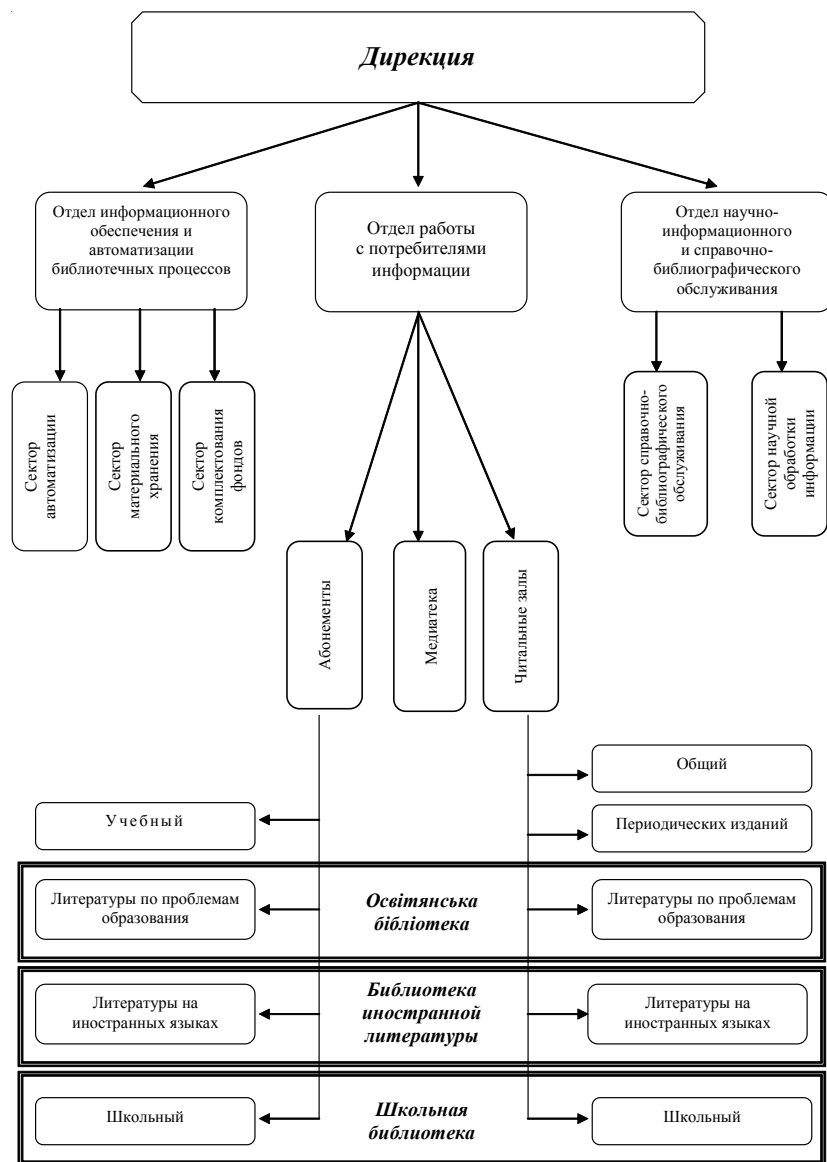 Дирекция
Отдел информационного
обеспечения и
автоматизации
библиотечных процессов
Отдел работы
с потребителями
информации
Отдел научно-
информационного
и справочно-
библиографического
обслуживания
Сектор
автоматизации
Сектор
материального
хранения
Сектор
комплектования
фондов
Сектор справочно-
библиографического
обслуживания
Сектор научной
обработки
информации
Абонементы
Медиатека
Читальные залы
Общий
Учебный
Периодических изданий
Литературы по проблемам
образования
Освітянська
бібліотека
Литературы по проблемам
образования
Литературы на
иностранных языках
Библиотека
иностранной
литературы
Литературы на
иностранных языках
Школьный
Школьная
библиотека
Школьный